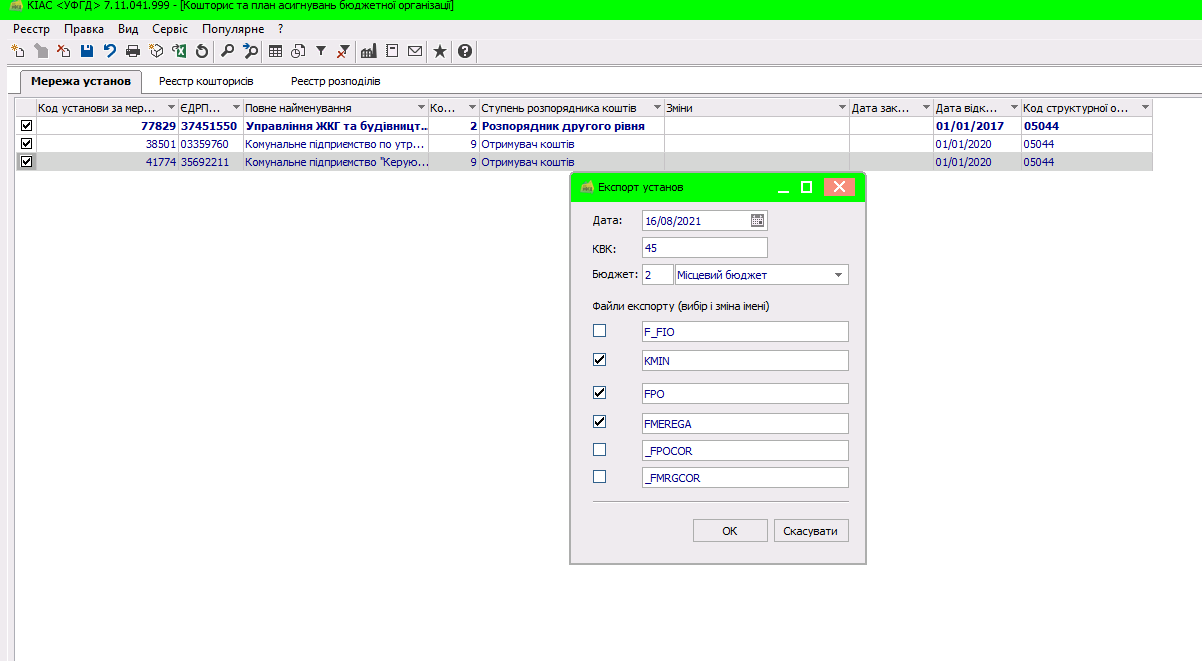 КІАС <УФГД> 7.11.041.999 - [Кошторис та план асигнувань бюджетної організації]
Реєстр Правка Вид Сервіс Популярне ?
Мережа установ Реєстр кошторисів Реєстр розподілів
Код установи за мер... ЄДРП... Повне найменування Ко... Ступень розпорядника коштів Зміни Дата зак... Дата відк... Код структурної о...
77829 37451550 Управління ЖКГ та будівницт... 2 Розпорядник другого рівня 01/01/2017 05044
38501 03359760 Комунальне підприємство по утр... 9 Отримувач коштів 01/01/2020 05044
41774 35692211 Комунальне підприємство "Керую... 9 Отримувач коштів 01/01/2020 05044
Експорт установ
Дата: 16/08/2021
КВК: 45
Бюджет: 2 Місцевий бюджет
Файли експорту (вибір і зміна імені)
F_FIO
KMIN
FPO
FMEREGA
_FPOCOR
_FMRGCOR
ОК Скасувати